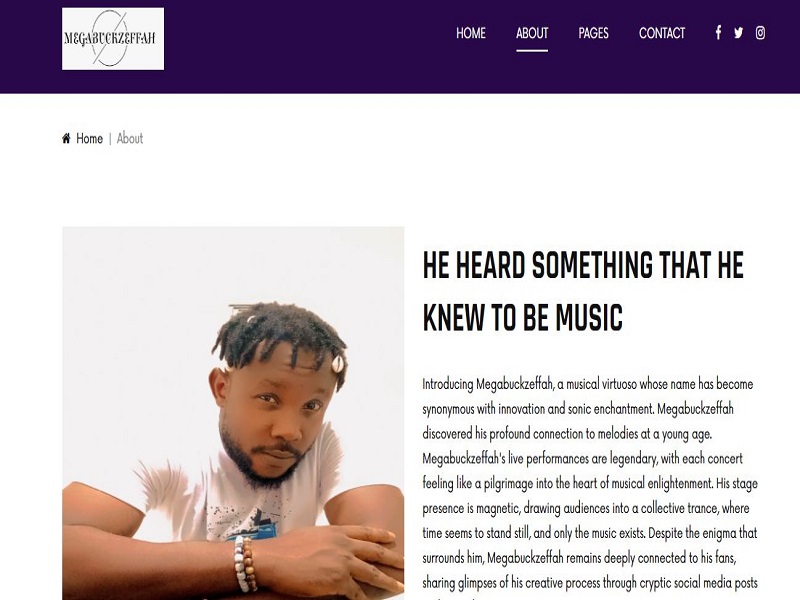 MEGABUCKZEFFAH
HOME ABOUT PAGES CONTACT
Home | About
HE HEARD SOMETHING THAT HE
KNEW TO BE MUSIC
Introducing Megabuckzeffah, a musical virtuoso whose name has become
synonymous with innovation and sonic enchantment. Megabuckzeffah
discovered his profound connection to melodies at a young age.
Megabuckzeffah's live performances are legendary, with each concert
feeling like a pilgrimage into the heart of musical enlightenment. His stage
presence is magnetic, drawing audiences into a collective trance, where
time seems to stand still, and only the music exists. Despite the enigma that
surrounds him, Megabuckzeffah remains deeply connected to his fans,
sharing glimpses of his creative process through cryptic social media posts